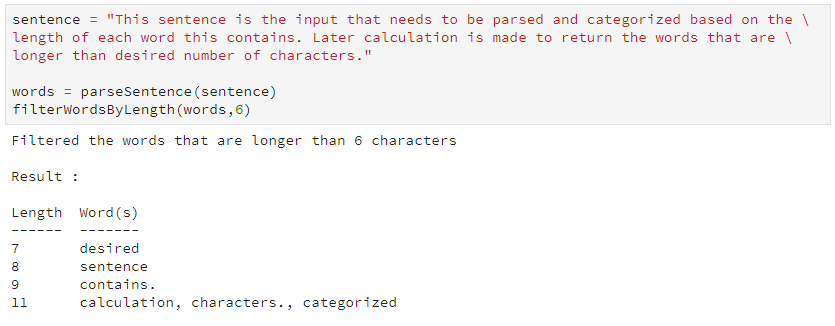 sentence = "This sentence is the input that needs to be parsed and categorized based on the \
length of each word this contains. Later calculation is made to return the words that are \
longer than desired number of characters."
words = parseSentence(sentence)
filterWordsByLength(words,6)
Filtered the words that are longer than 6 characters
Result :
Length  Word(s)
------  -------
7       desired
8       sentence
9       contains.
11      calculation, characters., categorized